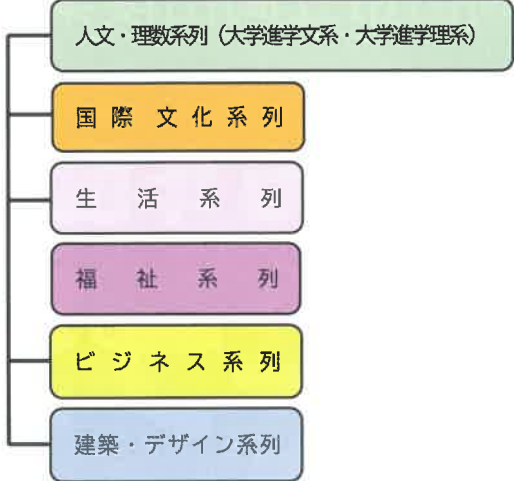 人文・理数系列（大学進学文系・大学進学理系）
国際文化系列
生活系列
福祉系列
ビジネス系列
建築・デザイン系列